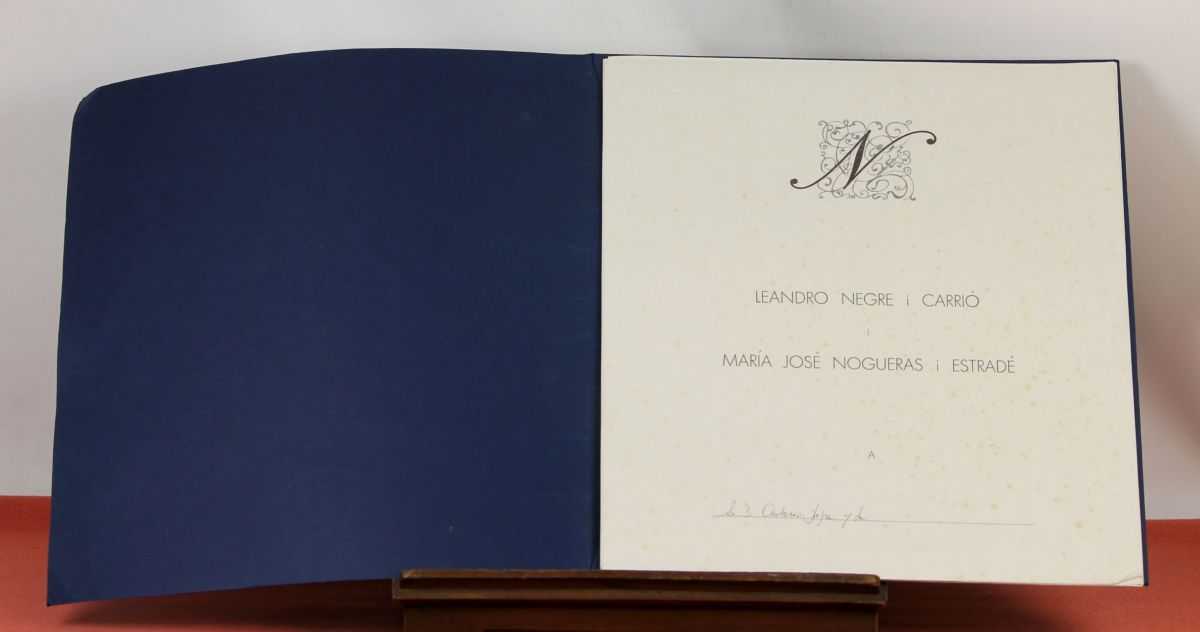 N
LEANDRO NEGRE i CARRIÓ
i
MARÍA JOSÉ NOGUERAS i ESTRADÉ
A